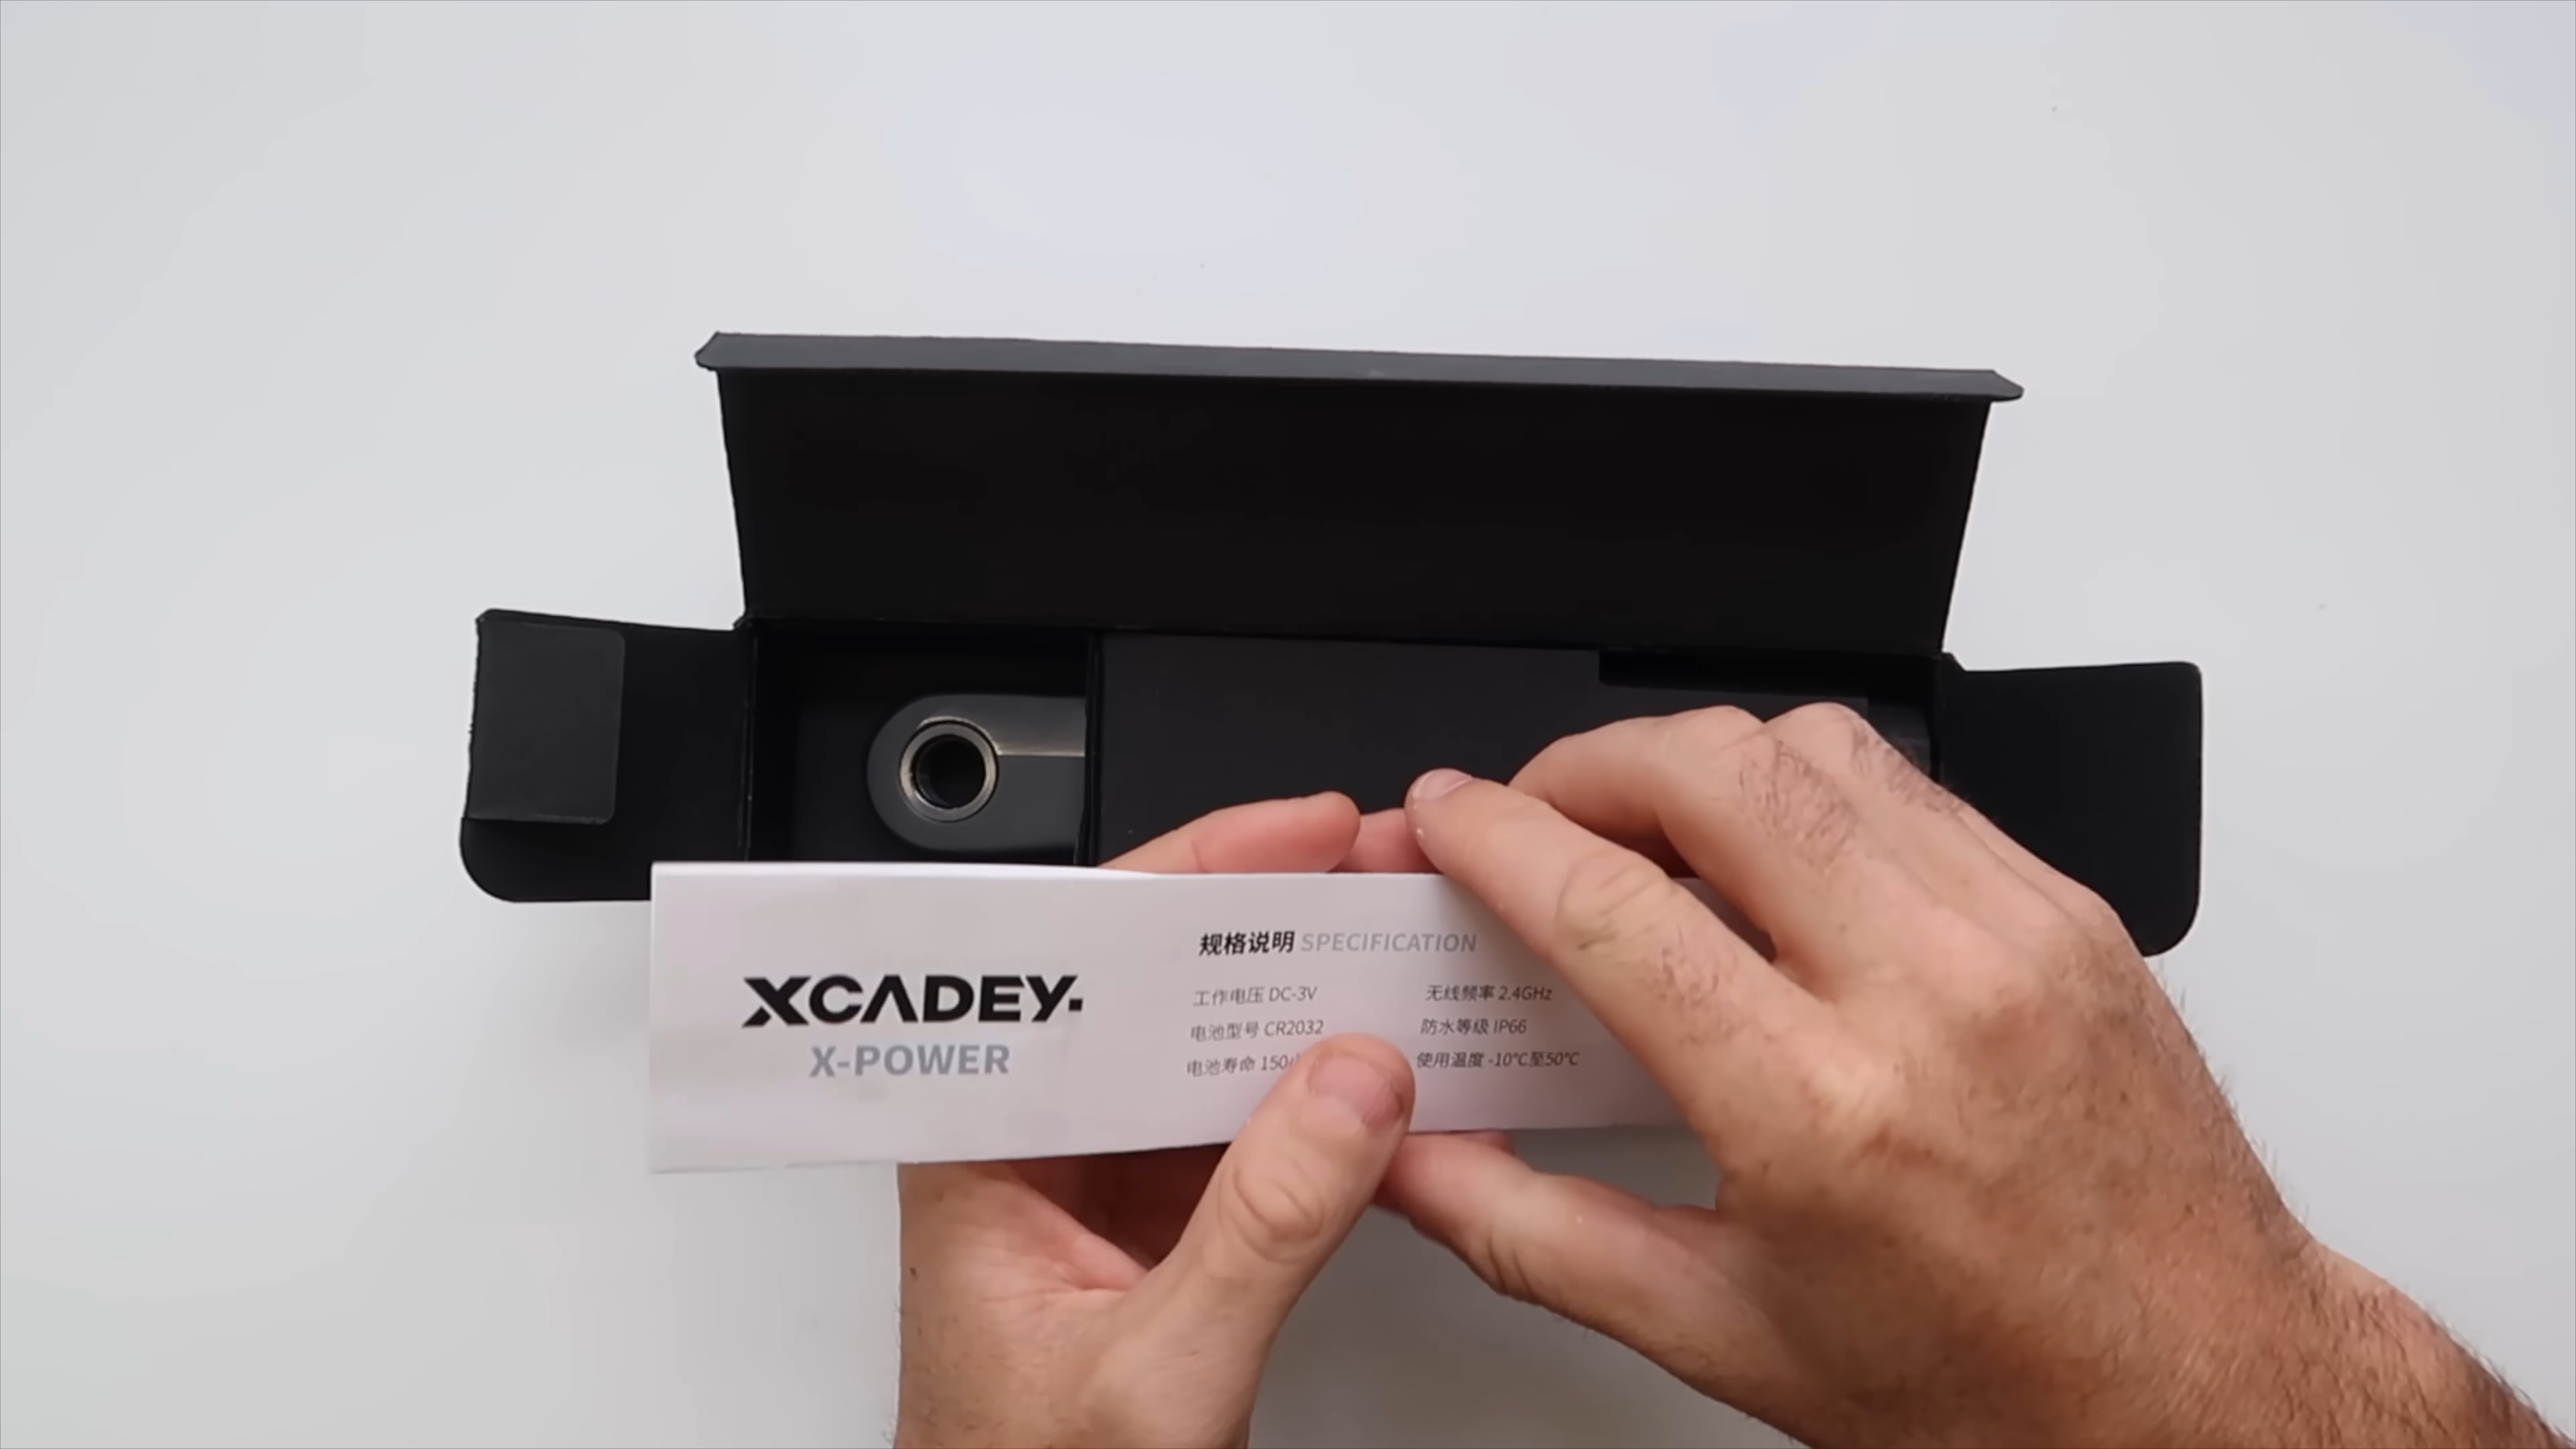 XCADEY.
X-POWER
规格说明 SPECIFICATION
工作电压 DC-3V
电池型号 CR2032
电池寿命
无线频率 2.4GHz
防水等级 IP66
使用温度 -10℃至50℃